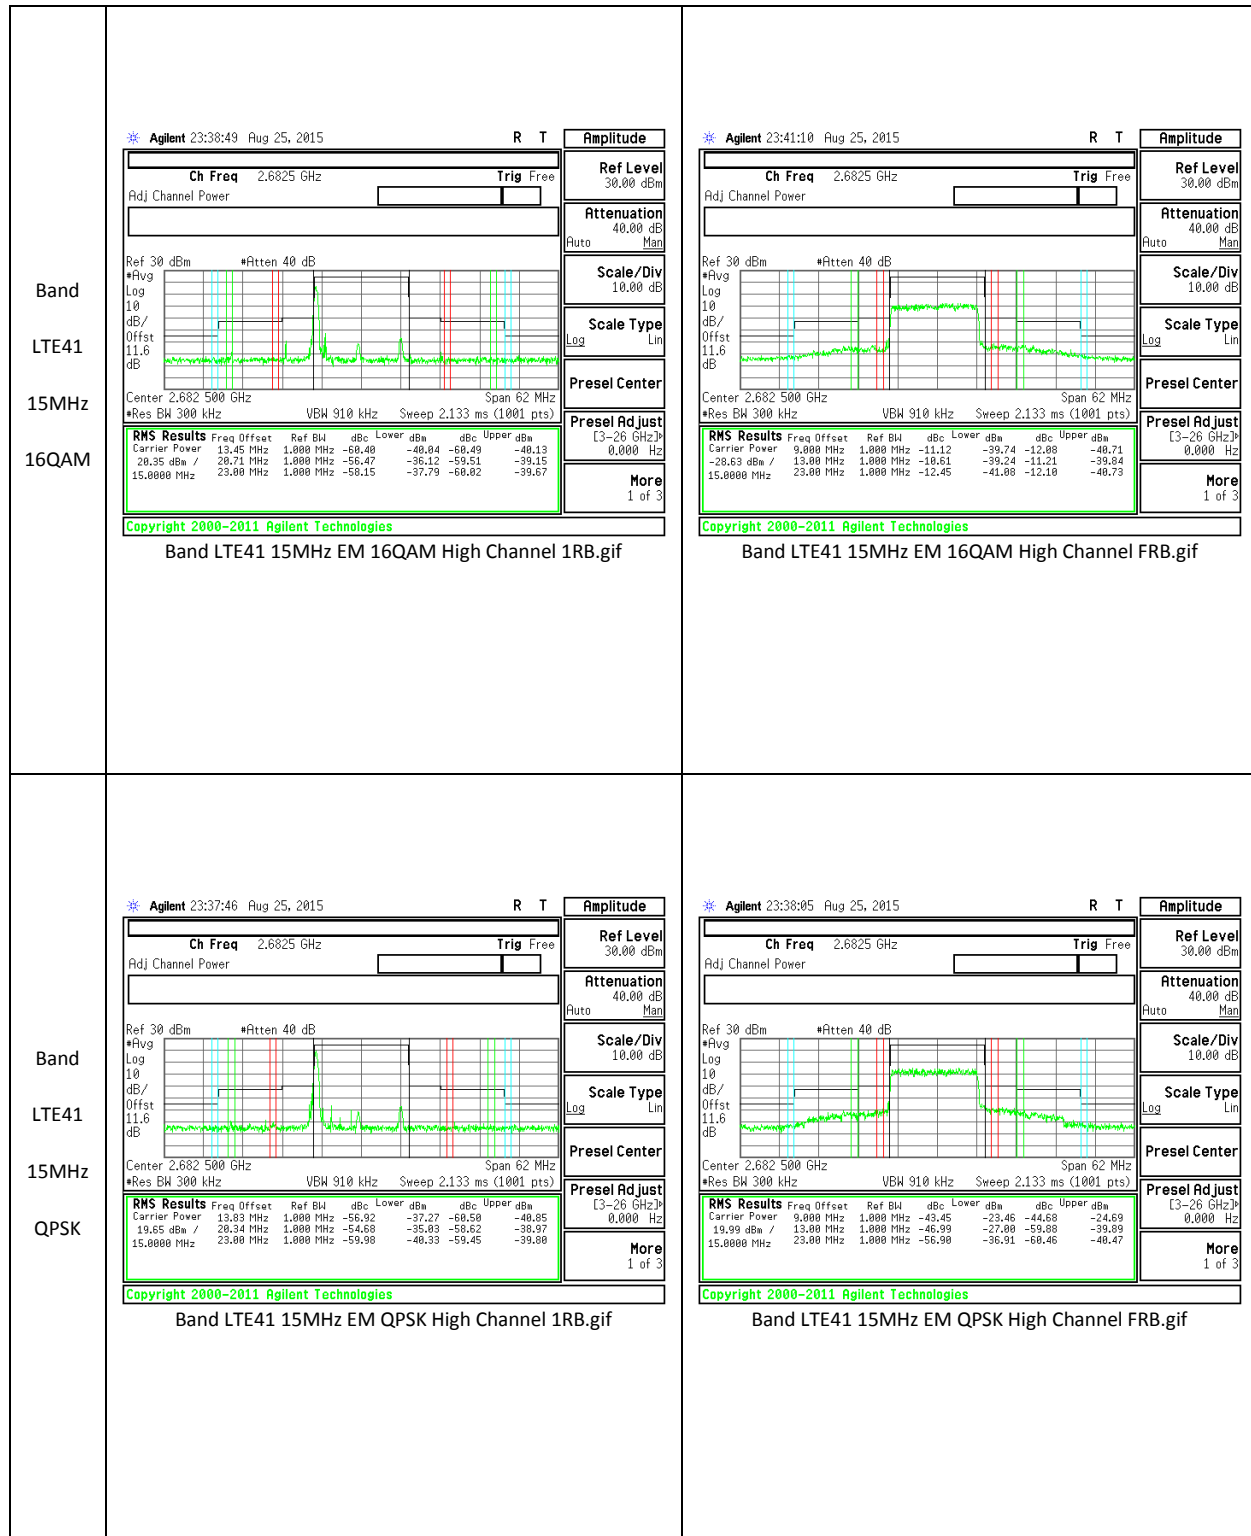 Band
LTE41
15MHz
16QAM
Agilent 23:38:49 Aug 25, 2015 R T
Ch Freq 2.6825 GHz Trig Free
Adj Channel Power
Ref 30 dBm #Atten 40 dB
#Avg
Log
10
dB/
Offst
11.6
dB
Center 2.682 500 GHz Span 62 MHz
#Res BW 300 kHz VBW 910 kHz Sweep 2.133 ms (1001 pts)
RMS Results Freq Offset Ref BW dBc Lower dBm dBc Upper dBm
Carrier Power 13.45 MHz 1.000 MHz -60.40 -40.04 -60.49 -40.13
20.35 dBm / 20.71 MHz 1.000 MHz -56.47 -36.12 -59.51 -39.15
15.0000 MHz 23.00 MHz 1.000 MHz -58.15 -37.79 -60.02 -39.67
Copyright 2000-2011 Agilent Technologies
Amplitude
Ref Level
30.00 dBm
Attenuation
40.00 dB
Auto Man
Scale/Div
10.00 dB
Scale Type
Log Lin
Presel Center
Presel Adjust
[3-26 GHz]
0.000 Hz
More
1 of 3
Band LTE41 15MHz EM 16QAM High Channel 1RB.gif
Agilent 23:41:10 Aug 25, 2015 R T
Ch Freq 2.6825 GHz Trig Free
Adj Channel Power
Ref 30 dBm #Atten 40 dB
#Avg
Log
10
dB/
Offst
11.6
dB
Center 2.682 500 GHz Span 62 MHz
#Res BW 300 kHz VBW 910 kHz Sweep 2.133 ms (1001 pts)
RMS Results Freq Offset Ref BW dBc Lower dBm dBc Upper dBm
Carrier Power 9.000 MHz 1.000 MHz -11.12 -39.74 -12.08 -40.71
-28.63 dBm / 13.00 MHz 1.000 MHz -10.61 -39.24 -11.21 -39.84
15.0000 MHz 23.00 MHz 1.000 MHz -12.45 -41.08 -12.10 -40.73
Copyright 2000-2011 Agilent Technologies
Amplitude
Ref Level
30.00 dBm
Attenuation
40.00 dB
Auto Man
Scale/Div
10.00 dB
Scale Type
Log Lin
Presel Center
Presel Adjust
[3-26 GHz]
0.000 Hz
More
1 of 3
Band LTE41 15MHz EM 16QAM High Channel FRB.gif
Band
LTE41
15MHz
QPSK
Agilent 23:37:46 Aug 25, 2015 R T
Ch Freq 2.6825 GHz Trig Free
Adj Channel Power
Ref 30 dBm #Atten 40 dB
#Avg
Log
10
dB/
Offst
11.6
dB
Center 2.682 500 GHz Span 62 MHz
#Res BW 300 kHz VBW 910 kHz Sweep 2.133 ms (1001 pts)
RMS Results Freq Offset Ref BW dBc Lower dBm dBc Upper dBm
Carrier Power 13.83 MHz 1.000 MHz -56.92 -37.27 -60.50 -40.85
19.65 dBm / 20.34 MHz 1.000 MHz -54.68 -35.03 -58.62 -38.97
15.0000 MHz 23.00 MHz 1.000 MHz -59.98 -40.33 -59.45 -39.80
Copyright 2000-2011 Agilent Technologies
Amplitude
Ref Level
30.00 dBm
Attenuation
40.00 dB
Auto Man
Scale/Div
10.00 dB
Scale Type
Log Lin
Presel Center
Presel Adjust
[3-26 GHz]
0.000 Hz
More
1 of 3
Band LTE41 15MHz EM QPSK High Channel 1RB.gif
Agilent 23:38:05 Aug 25, 2015 R T
Ch Freq 2.6825 GHz Trig Free
Adj Channel Power
Ref 30 dBm #Atten 40 dB
#Avg
Log
10
dB/
Offst
11.6
dB
Center 2.682 500 GHz Span 62 MHz
#Res BW 300 kHz VBW 910 kHz Sweep 2.133 ms (1001 pts)
RMS Results Freq Offset Ref BW dBc Lower dBm dBc Upper dBm
Carrier Power 9.000 MHz 1.000 MHz -43.45 -23.46 -44.68 -24.69
19.99 dBm / 13.00 MHz 1.000 MHz -46.99 -27.00 -59.88 -39.89
15.0000 MHz 23.00 MHz 1.000 MHz -56.90 -36.91 -60.46 -40.47
Copyright 2000-2011 Agilent Technologies
Amplitude
Ref Level
30.00 dBm
Attenuation
40.00 dB
Auto Man
Scale/Div
10.00 dB
Scale Type
Log Lin
Presel Center
Presel Adjust
[3-26 GHz]
0.000 Hz
More
1 of 3
Band LTE41 15MHz EM QPSK High Channel FRB.gif